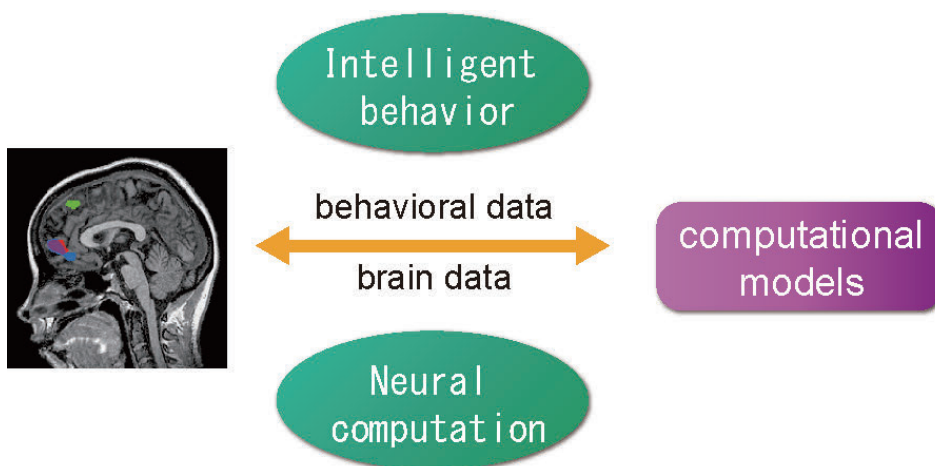 Intelligent
behavior
behavioral data
brain data
computational
models
Neural
computation